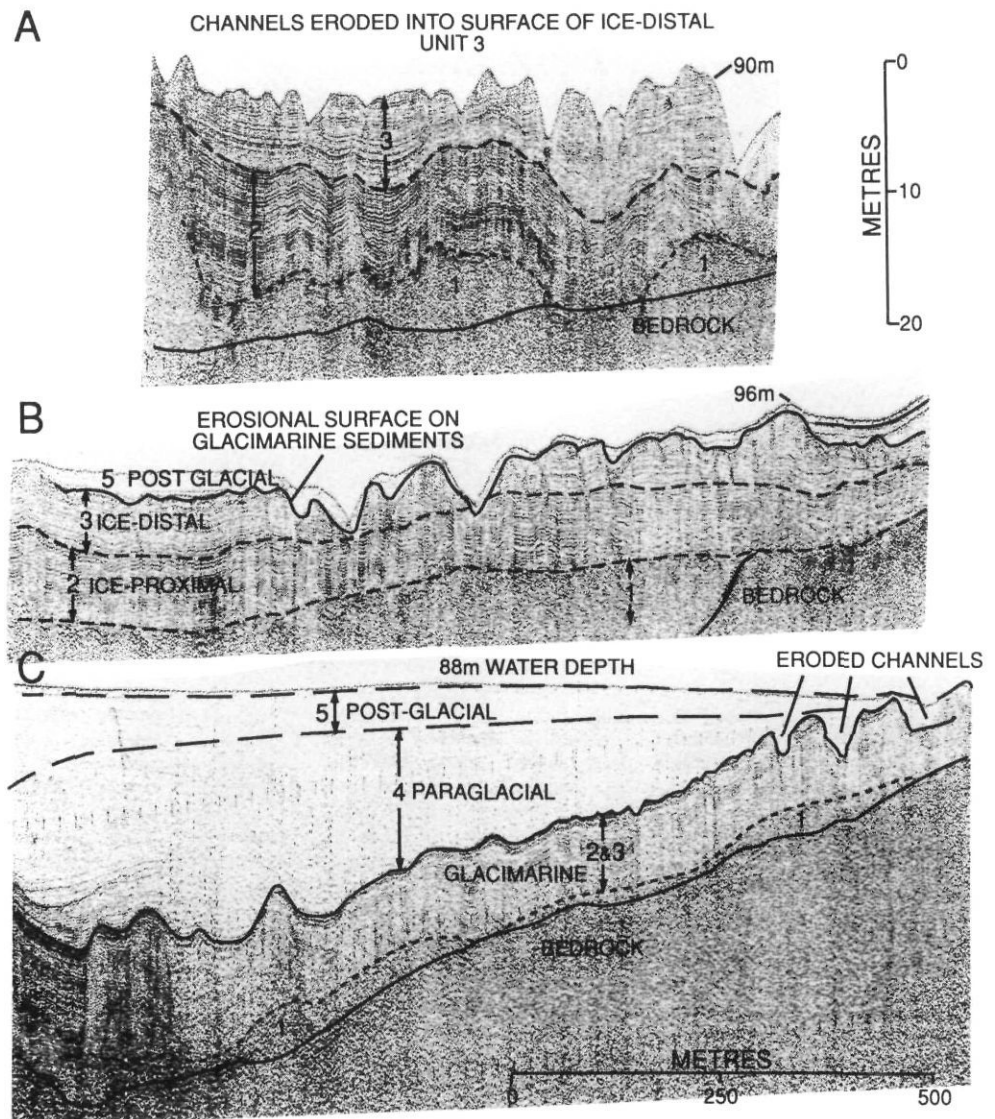 A
CHANNELS ERODED INTO SURFACE OF ICE-DISTAL
UNIT 3
90m
0
3
10
METRES
2
1
1
BEDROCK
20
B
96m
EROSIONAL SURFACE ON
GLACIMARINE SEDIMENTS
5 POST GLACIAL
3 ICE-DISTAL
2 ICE-PROXIMAL
1
BEDROCK
C
88m WATER DEPTH
ERODED CHANNELS
5 POST-GLACIAL
4 PARAGLACIAL
2&3
1
GLACIMARINE
BEDROCK
1
METRES
0
250
500